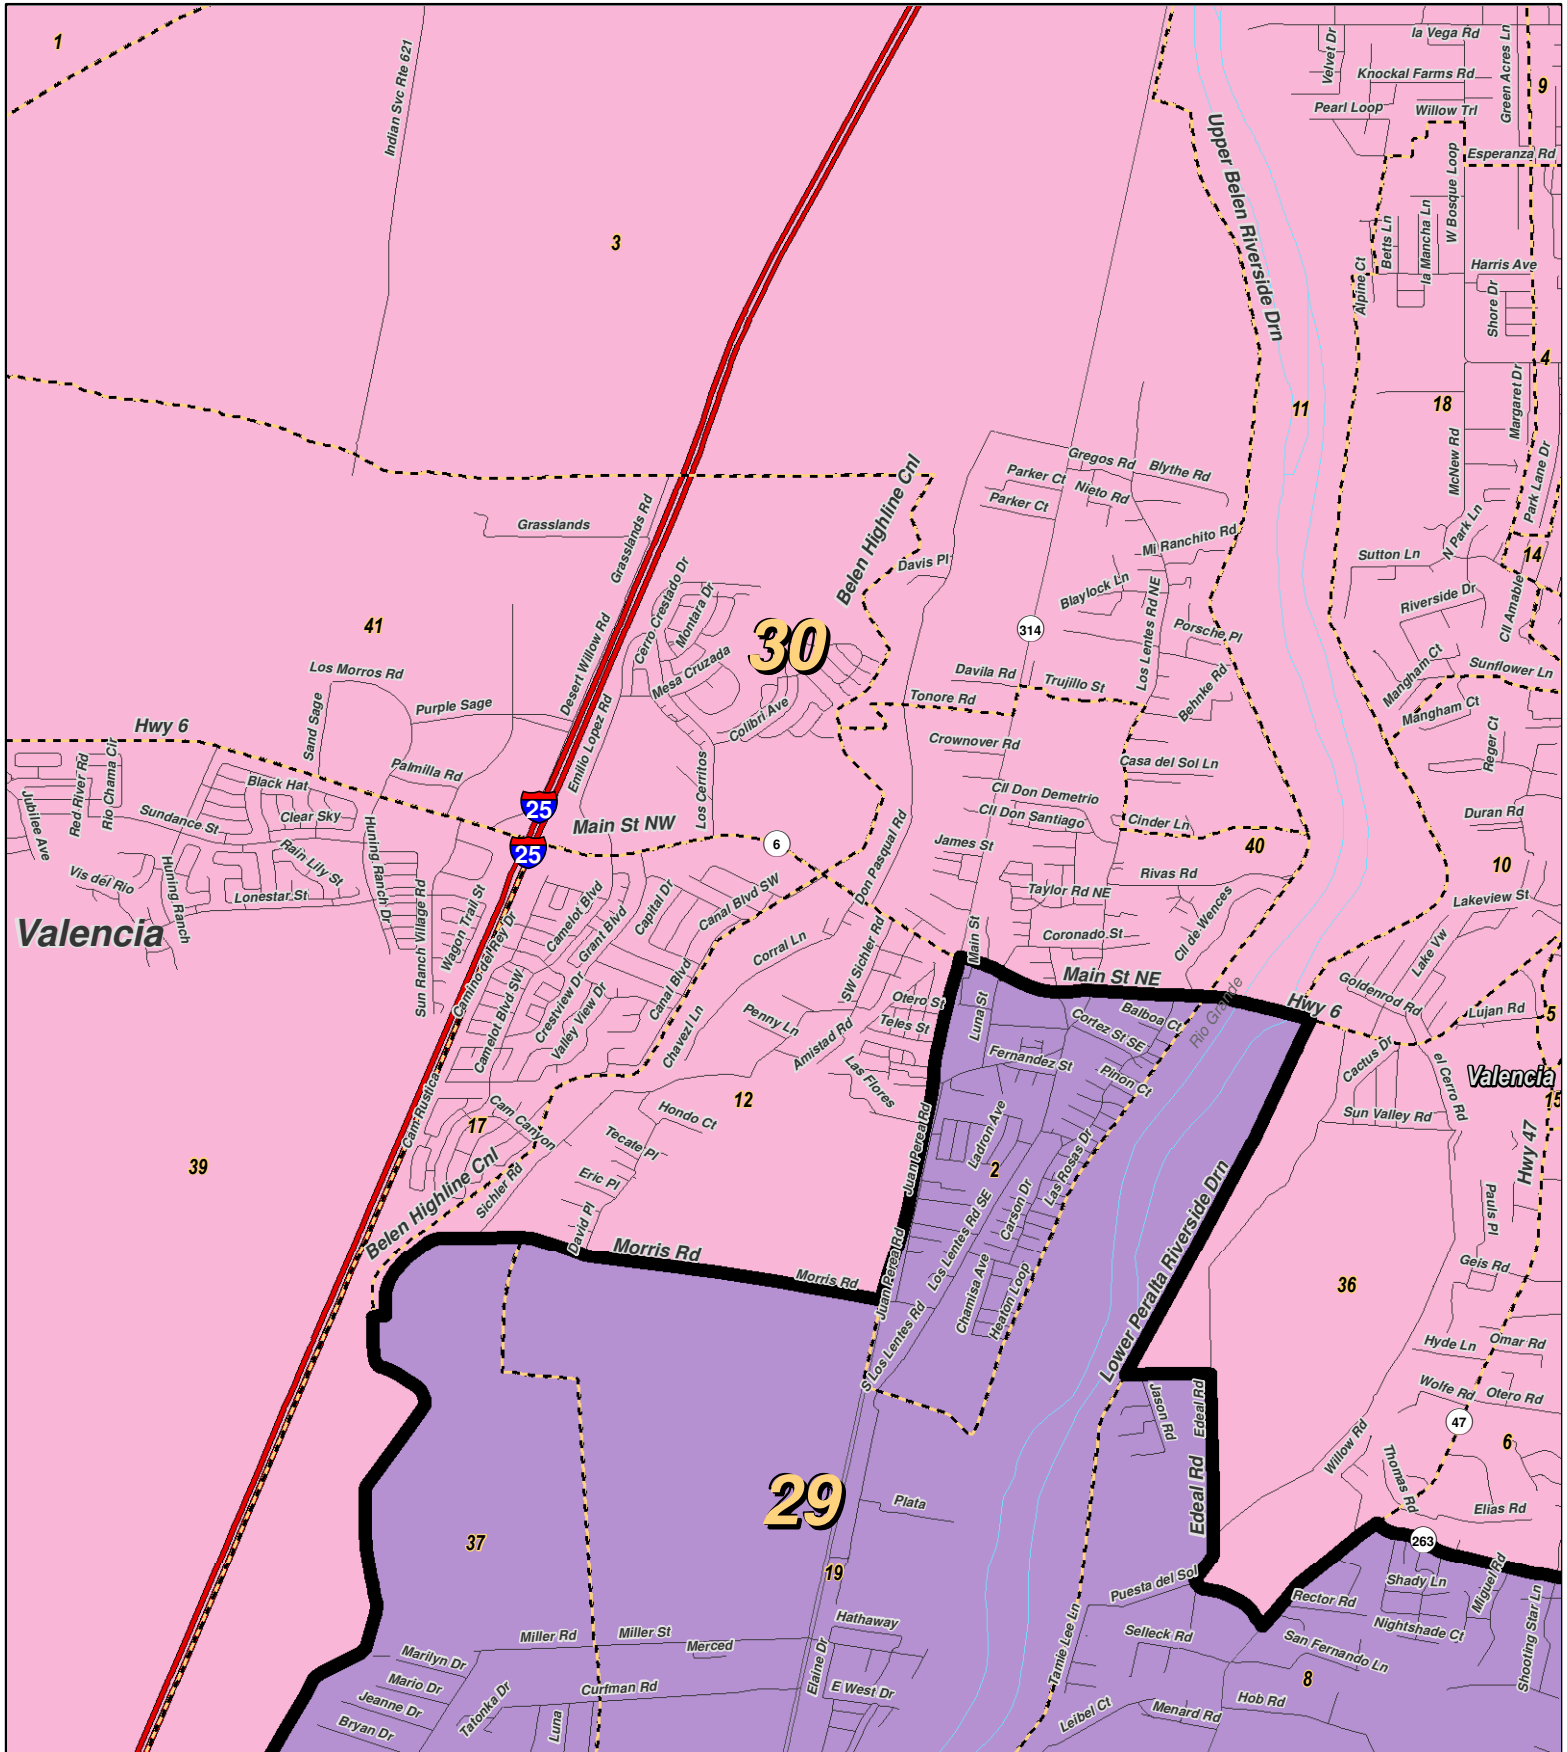 1
Indian Svc Rte 621
3
Upper Belen Riverside Drn
Velvet Dr
la Vega Rd
Green Acres Ln
Knockal Farms Rd
9
Pearl Loop
Willow Trl
Esperanza Rd
W Bosque Loop
Betts Ln
la Mancha Ln
Harris Ave
Alpine Ct
Shore Dr
4
11
18
Margaret Dr
McNew Rd
Park Lane Dr
Gregos Rd
Blythe Rd
Parker Ct
Nieto Rd
Parker Ct
Belen Highline Cnl
Grasslands
Grasslands Rd
Mi Ranchito Rd
N Park Ln
Sutton Ln
14
Davis Pl
Blaylock Ln
Los Lentes Rd NE
Riverside Dr
Cll Amable
41
Cerro Crestado Dr
Montara Dr
30
314
Porsche Pl
Desert Willow Rd
Los Morros Rd
Mesa Cruzada
Davila Rd
Trujillo St
Behnke Rd
Mangham Ct
Sunflower Ln
Purple Sage
Sand Sage
Emilio Lopez Rd
Colibri Ave
Tonore Rd
Mangham Ct
Hwy 6
Crownover Rd
Casa del Sol Ln
Reger Ct
Red River Rd
Rio Chama Cir
Palmilla Rd
Black Hat
Los Cerritos
Cll Don Demetrio
Jubilee Ave
Sundance St
Clear Sky
25
Main St NW
Cll Don Santiago
Cinder Ln
Duran Rd
25
6
James St
40
Huning Ranch Dr
Rain Lily St
Don Pasqual Rd
Rivas Rd
10
Vis del Rio
Huning Ranch
Lonestar St
Sun Ranch Village Rd
Wagon Trail St
Camelot Blvd
Grant Blvd
Capital Dr
Canal Blvd SW
Taylor Rd NE
Cll de Wences
Lakeview St
Valencia
Camino del Rey Dr
Corral Ln
Main St
Coronado St
Lake Vw
Camelot Blvd SW
Crestview Dr
Valley View Dr
Canal Blvd
SW Sichler Rd
Main St NE
Goldenrod Rd
Hwy 6
Chavez Ln
Penny Ln
Otero St
Teles St
Luna St
Balboa Ct
Cortez St SE
Rio Grande
Lujan Rd
5
Amistad Rd
Las Flores
Fernandez St
Pinon Ct
Cactus Dr
el Cerro Rd
Valencia
Cam Rustica
17
Cam Canyon
12
Hondo Ct
Juan Perea Rd
Ladron Ave
Sun Valley Rd
15
39
Tecate Pl
2
Las Rosas Dr
Hwy 47
Belen Highline Cnl
Sichler Rd
Eric Pl
Juan Perea Rd
Los Lentes Rd SE
Carson Dr
Lower Peralta Riverside Drn
Pauls Pl
David Pl
Morris Rd
Morris Rd
Juan Perea Rd
Chamisa Ave
Heaton Loop
Geis Rd
36
S Los Lentes Rd
Hyde Ln
Omar Rd
Jason Rd
Edeal Rd
Wolfe Rd
Otero Rd
47
Willow Rd
6
29
Plata
Edeal Rd
Thomas Rd
Elias Rd
37
263
19
Puesta del Sol
Shady Ln
Miguel Rd
Rector Rd
Hathaway
Tamie Lee Ln
Nightshade Ct
Shooting Star Ln
Miller Rd
Miller St
Merced
Selleck Rd
San Fernando Ln
Marilyn Dr
Elaine Dr
Mario Dr
8
Jeanne Dr
Tatonka Dr
Curfman Rd
E West Dr
Hob Rd
Bryan Dr
Luna
Leibel Ct
Menard Rd